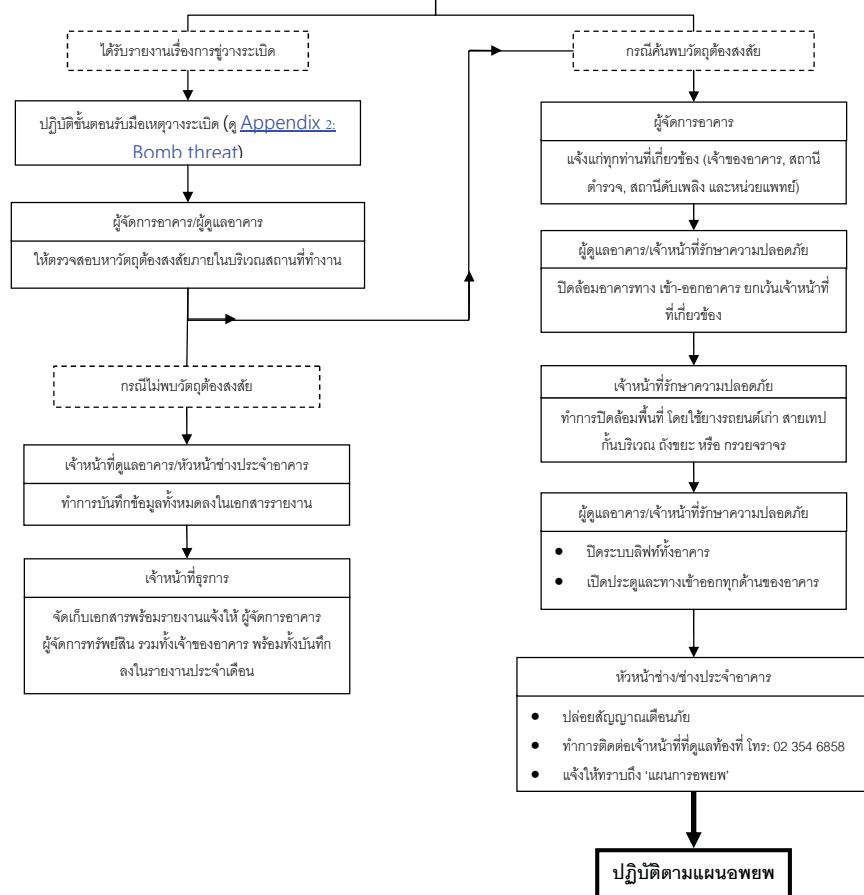 ได้รับรายงานเรื่องการขู่วางระเบิด
ปฏิบัติขั้นตอนรับมือเหตุวางระเบิด (ดู Appendix 2:
Bomb threat)
ผู้จัดการอาคาร/ผู้ดูแลอาคาร
ให้ตรวจสอบหาวัตถุต้องสงสัยภายในบริเวณสถานที่ทำงาน
กรณีไม่พบวัตถุต้องสงสัย
เจ้าหน้าที่ดูแลอาคาร/หัวหน้าช่างประจำอาคาร
ทำการบันทึกข้อมูลทั้งหมดลงในเอกสารรายงาน
เจ้าหน้าที่ธุรการ
จัดเก็บเอกสารพร้อมรายงานแจ้งให้ ผู้จัดการอาคาร
ผู้จัดการทรัพย์สิน รวมทั้งเจ้าของอาคาร พร้อมทั้งบันทึก
ลงในรายงานประจำเดือน
กรณีค้นพบวัตถุต้องสงสัย
ผู้จัดการอาคาร
แจ้งแก่ทุกท่านที่เกี่ยวข้อง (เจ้าของอาคาร, สถานี
ตำรวจ, สถานีดับเพลิง และหน่วยแพทย์)
ผู้ดูแลอาคาร/เจ้าหน้าที่รักษาความปลอดภัย
ปิดล้อมอาคารทาง เข้า-ออกอาคาร ยกเว้นเจ้าหน้าที่
ที่เกี่ยวข้อง
เจ้าหน้าที่รักษาความปลอดภัย
ทำการปิดล้อมพื้นที่ โดยใช้ยางรถยนต์เก่า สายเทป
กั้นบริเวณ ถังขยะ หรือ กรวยจราจร
ผู้ดูแลอาคาร/เจ้าหน้าที่รักษาความปลอดภัย
● ปิดระบบลิฟท์ทั้งอาคาร
● เปิดประตูและทางเข้าออกทุกด้านของอาคาร
หัวหน้าช่าง/ช่างประจำอาคาร
● ปล่อยสัญญาณเตือนภัย
● ทำการติดต่อเจ้าหน้าที่ที่ดูแลท้องที่ โทร: 02 354 6858
● แจ้งให้ทราบถึง ‘แผนการอพยพ’
ปฏิบัติตามแผนอพยพ